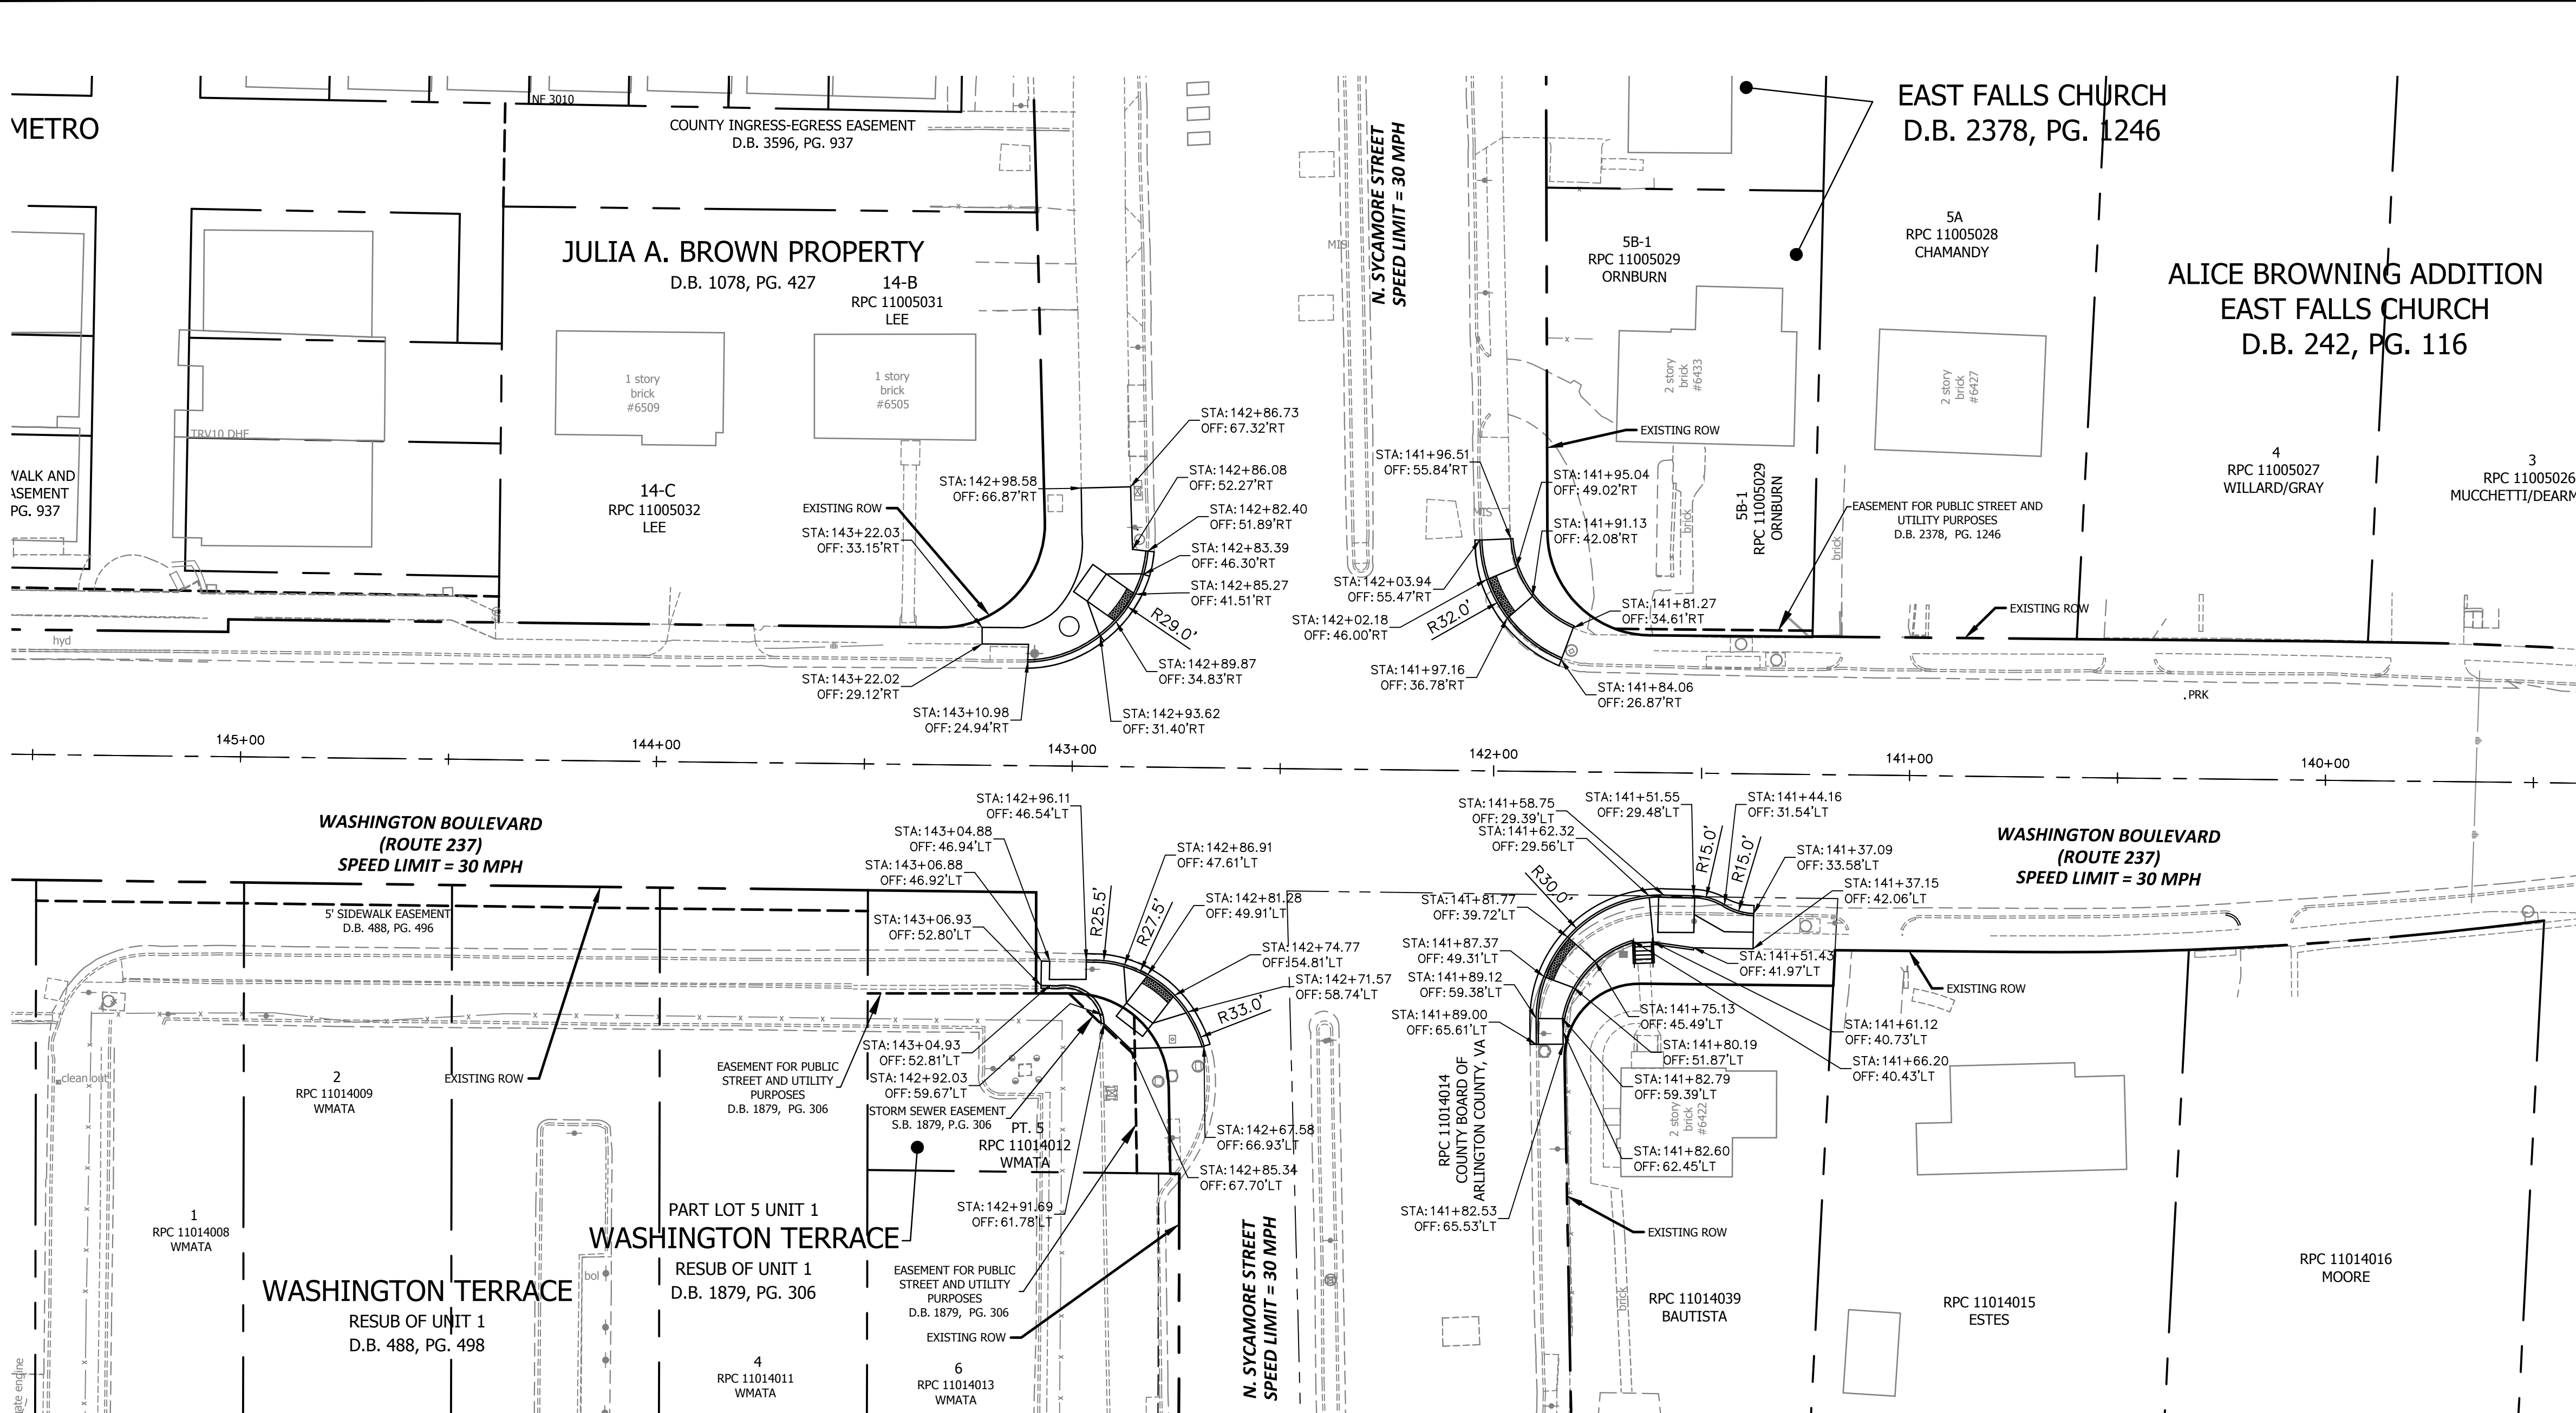 METRO
NF 3010
COUNTY INGRESS-EGRESS EASEMENT
D.B. 3596, PG. 937
JULIA A. BROWN PROPERTY
D.B. 1078, PG. 427
14-B
RPC 11005031
LEE
1 story
brick
#6509
1 story
brick
#6505
TRV10 DHF
WALK AND
ASEMENT
PG. 937
14-C
RPC 11005032
LEE
EXISTING ROW
hyd
N. SYCAMORE STREET
SPEED LIMIT = 30 MPH
MIS
MIS
EAST FALLS CHURCH
D.B. 2378, PG. 1246
5B-1
RPC 11005029
ORNBURN
5A
RPC 11005028
CHAMANDY
ALICE BROWNING ADDITION
EAST FALLS CHURCH
D.B. 242, PG. 116
2 story
brick
#6433
2 story
brick
#6427
EXISTING ROW
brick
5B-1
RPC 11005029
ORNBURN
brick
EASEMENT FOR PUBLIC STREET AND
UTILITY PURPOSES
D.B. 2378, PG. 1246
4
RPC 11005027
WILLARD/GRAY
3
RPC 11005026
MUCCHETTI/DEARM
EXISTING ROW
.PRK
STA: 142+86.73
OFF: 67.32'RT
STA: 142+98.58
OFF: 66.87'RT
STA: 142+86.08
OFF: 52.27'RT
STA: 142+82.40
OFF: 51.89'RT
STA: 143+22.03
OFF: 33.15'RT
STA: 142+83.39
OFF: 46.30'RT
STA: 142+85.27
OFF: 41.51'RT
R29.0'
STA: 142+89.87
OFF: 34.83'RT
STA: 143+22.02
OFF: 29.12'RT
STA: 143+10.98
OFF: 24.94'RT
STA: 142+93.62
OFF: 31.40'RT
STA: 141+96.51
OFF: 55.84'RT
STA: 141+95.04
OFF: 49.02'RT
STA: 141+91.13
OFF: 42.08'RT
STA: 142+03.94
OFF: 55.47'RT
STA: 142+02.18
OFF: 46.00'RT
R32.0'
STA: 141+81.27
OFF: 34.61'RT
STA: 141+97.16
OFF: 36.78'RT
STA: 141+84.06
OFF: 26.87'RT
145+00
144+00
143+00
142+00
141+00
140+00
WASHINGTON BOULEVARD
(ROUTE 237)
SPEED LIMIT = 30 MPH
STA: 142+96.11
OFF: 46.54'LT
STA: 143+04.88
OFF: 46.94'LT
STA: 143+06.88
OFF: 46.92'LT
STA: 143+06.93
OFF: 52.80'LT
R25.5'
R27.5'
STA: 142+86.91
OFF: 47.61'LT
STA: 142+81.28
OFF: 49.91'LT
STA: 142+74.77
OFF: 54.81'LT
STA: 142+71.57
OFF: 58.74'LT
R33.0'
STA: 143+04.93
OFF: 52.81'LT
STA: 142+92.03
OFF: 59.67'LT
STORM SEWER EASEMENT
S.B. 1879, P.G. 306
STA: 142+67.58
OFF: 66.93'LT
STA: 142+85.34
OFF: 67.70'LT
STA: 142+91.69
OFF: 61.78'LT
STA: 141+58.75
OFF: 29.39'LT
STA: 141+62.32
OFF: 29.56'LT
STA: 141+51.55
OFF: 29.48'LT
STA: 141+44.16
OFF: 31.54'LT
R15.0'
R15.0'
STA: 141+37.09
OFF: 33.58'LT
STA: 141+37.15
OFF: 42.06'LT
R30.0'
STA: 141+81.77
OFF: 39.72'LT
STA: 141+87.37
OFF: 49.31'LT
STA: 141+89.12
OFF: 59.38'LT
STA: 141+89.00
OFF: 65.61'LT
STA: 141+51.43
OFF: 41.97'LT
STA: 141+75.13
OFF: 45.49'LT
STA: 141+61.12
OFF: 40.73'LT
STA: 141+80.19
OFF: 51.87'LT
STA: 141+66.20
OFF: 40.43'LT
STA: 141+82.79
OFF: 59.39'LT
STA: 141+82.60
OFF: 62.45'LT
STA: 141+82.53
OFF: 65.53'LT
WASHINGTON BOULEVARD
(ROUTE 237)
SPEED LIMIT = 30 MPH
5' SIDEWALK EASEMENT
D.B. 488, PG. 496
clean out
2
RPC 11014009
WMATA
EXISTING ROW
EASEMENT FOR PUBLIC
STREET AND UTILITY
PURPOSES
D.B. 1879, PG. 306
PT. 5
RPC 11014012
WMATA
1
RPC 11014008
WMATA
PART LOT 5 UNIT 1
WASHINGTON TERRACE
RESUB OF UNIT 1
D.B. 1879, PG. 306
bol
WASHINGTON TERRACE
RESUB OF UNIT 1
D.B. 488, PG. 498
EASEMENT FOR PUBLIC
STREET AND UTILITY
PURPOSES
D.B. 1879, PG. 306
EXISTING ROW
4
RPC 11014011
WMATA
6
RPC 11014013
WMATA
gate engine
N. SYCAMORE STREET
SPEED LIMIT = 30 MPH
RPC 11014014
COUNTY BOARD OF
ARLINGTON COUNTY, VA
2 story
brick
#6422
EXISTING ROW
EXISTING ROW
brick
RPC 11014039
BAUTISTA
RPC 11014015
ESTES
RPC 11014016
MOORE